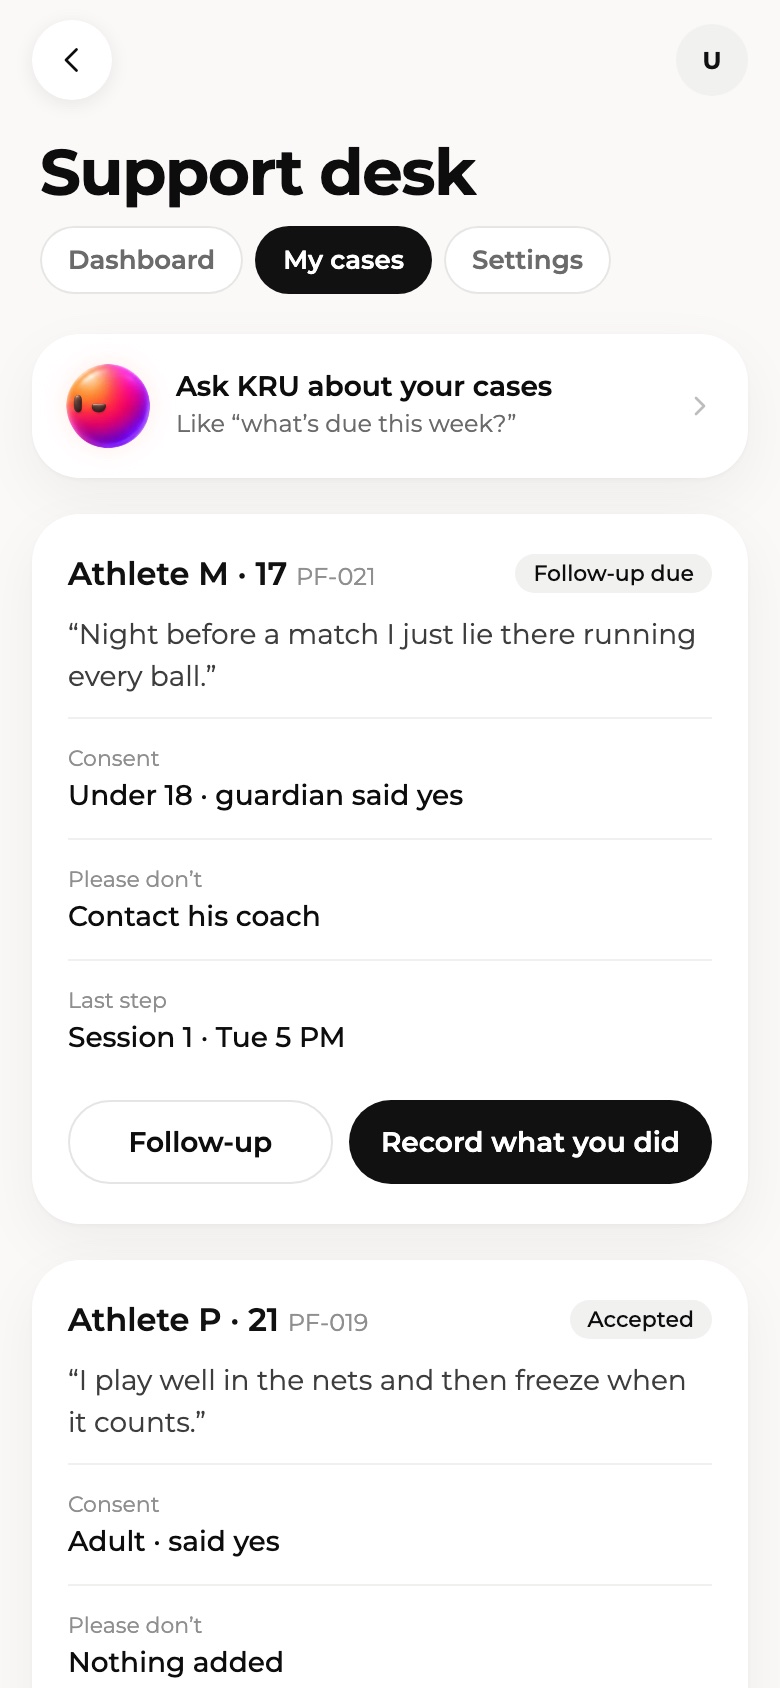 U
Support desk
Dashboard
My cases
Settings
Ask KRU about your cases
Like “what’s due this week?”
Athlete M · 17 PF-021
Follow-up due
“Night before a match I just lie there running
every ball.”
Consent
Under 18 · guardian said yes
Please don’t
Contact his coach
Last step
Session 1 · Tue 5 PM
Follow-up
Record what you did
Athlete P · 21 PF-019
Accepted
“I play well in the nets and then freeze when
it counts.”
Consent
Adult · said yes
Please don’t
Nothing added